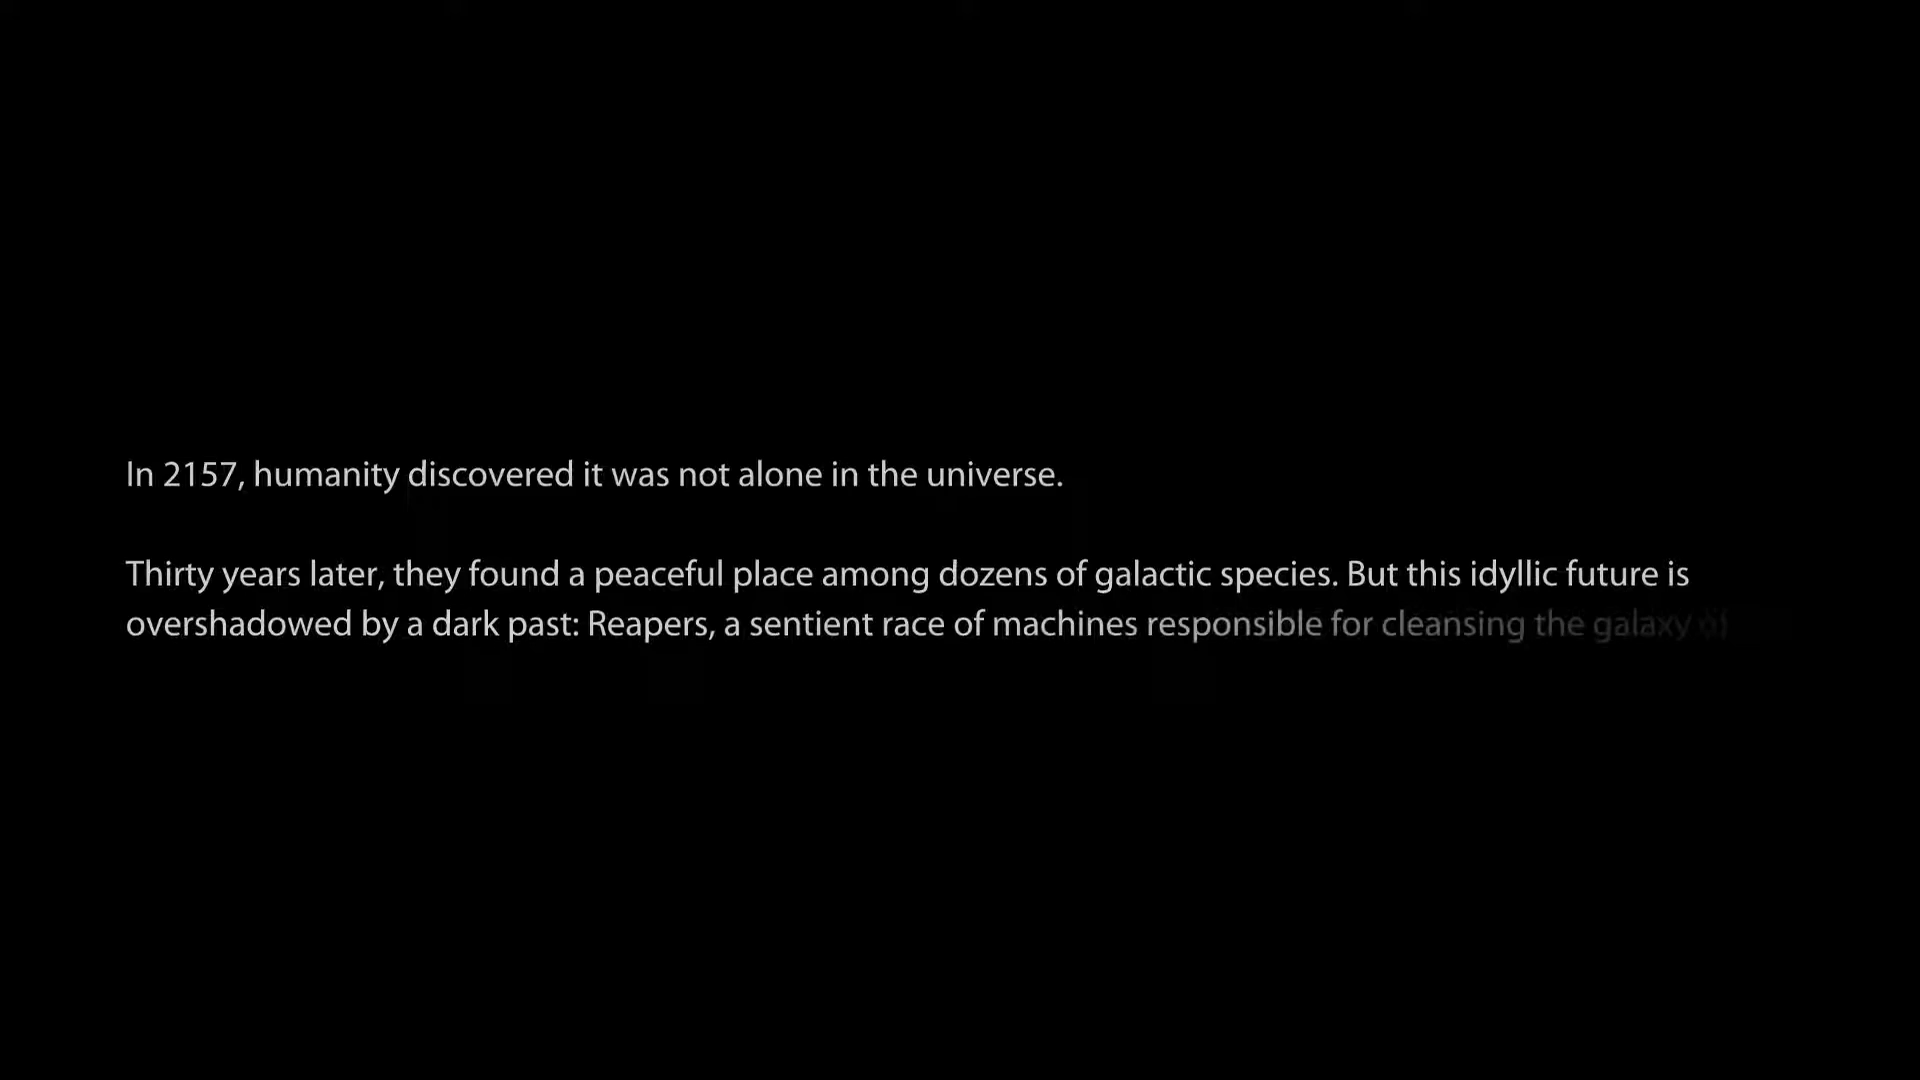 In 2157, humanity discovered it was not alone in the universe.
Thirty years later, they found a peaceful place among dozens of galactic species. But this idyllic future is
overshadowed by a dark past: Reapers, a sentient race of machines responsible for cleansing the galaxy of